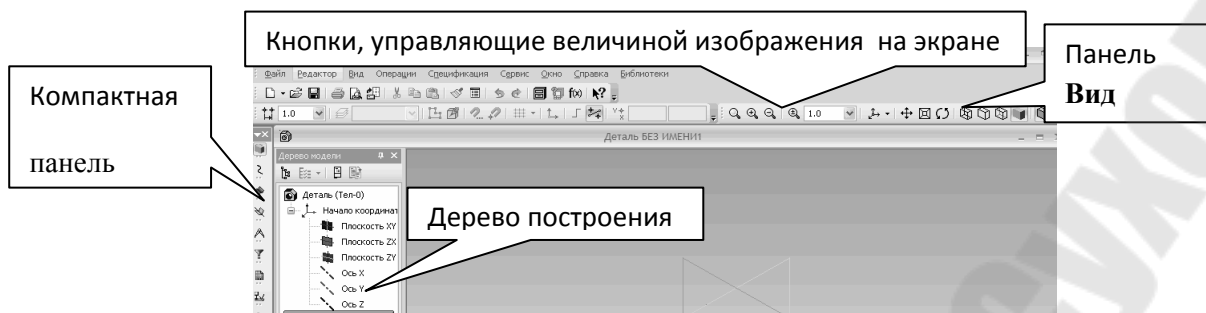 Кнопки, управляющие величиной изображения на экране
Панель
Вид
Компактная
панель
Файл Редактор Вид Операции Спецификация Сервис Окно Справка Библиотеки
1.0
1.0
Деталь БЕЗ ИМЕНИ1
Дерево модели
Деталь (Тел-0)
Начало координат
Плоскость XY
Плоскость ZX
Плоскость ZY
Ось X
Ось Y
Ось Z
Дерево построения